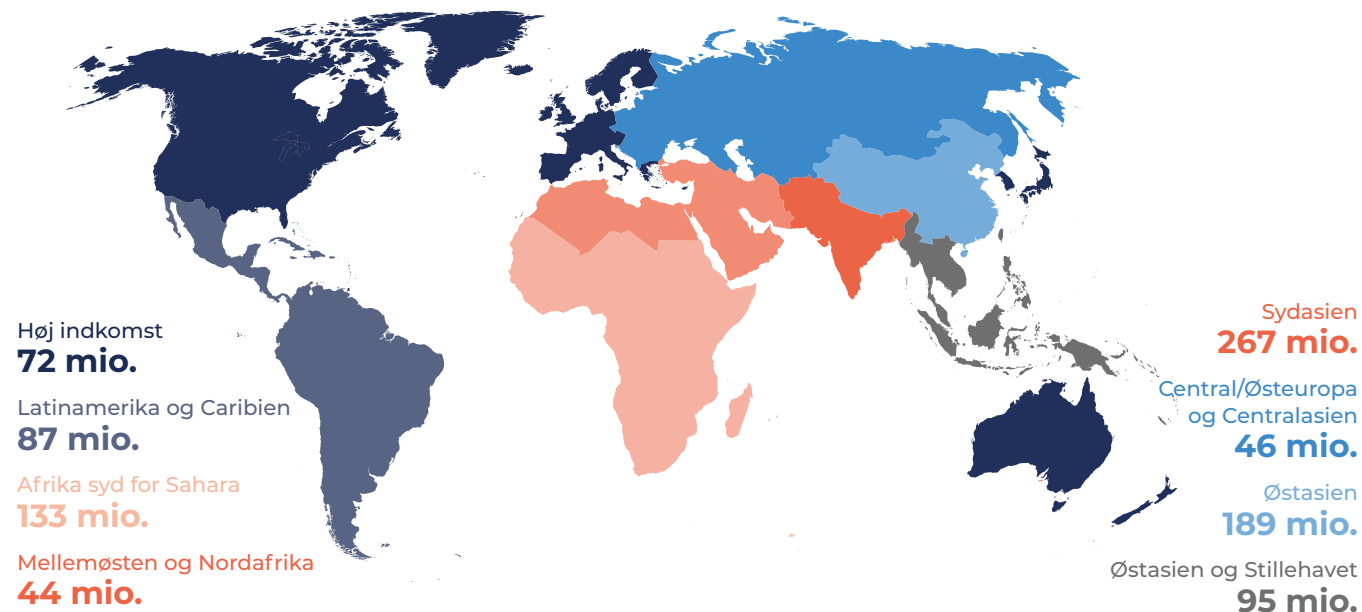 Høj indkomst
72 mio.
Latinamerika og Caribien
87 mio.
Afrika syd for Sahara
133 mio.
Mellemøsten og Nordafrika
44 mio.
Sydasien
267 mio.
Central/Østeuropa
og Centralasien
46 mio.
Østasien
189 mio.
Østasien og Stillehavet
95 mio.